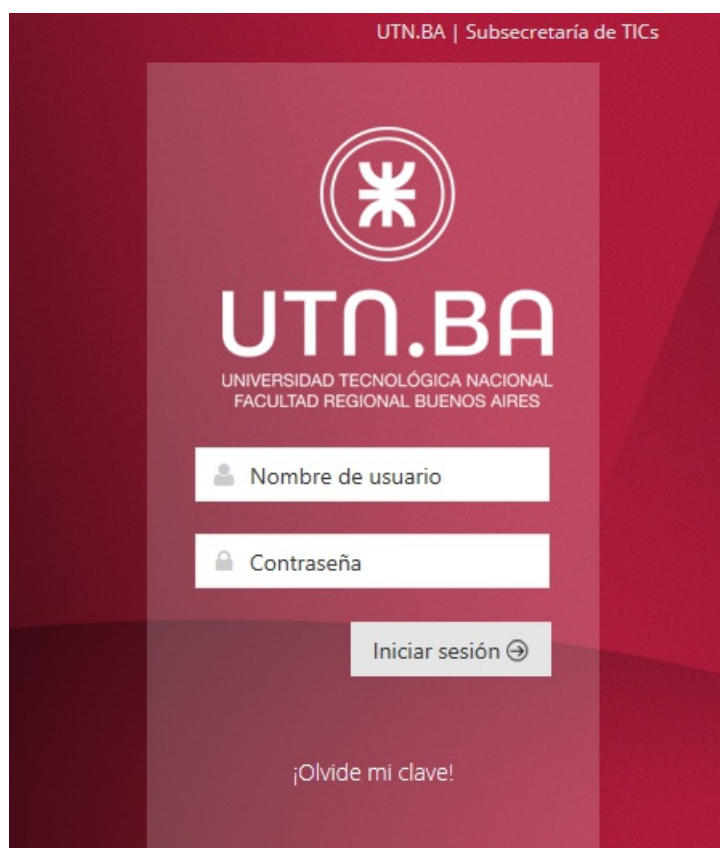 UTN.BA | Subsecretaría de TICs
UTN.BA
UNIVERSIDAD TECNOLÓGICA NACIONAL
FACULTAD REGIONAL BUENOS AIRES
Nombre de usuario
Contraseña
Iniciar sesión
¡Olvide mi clave!